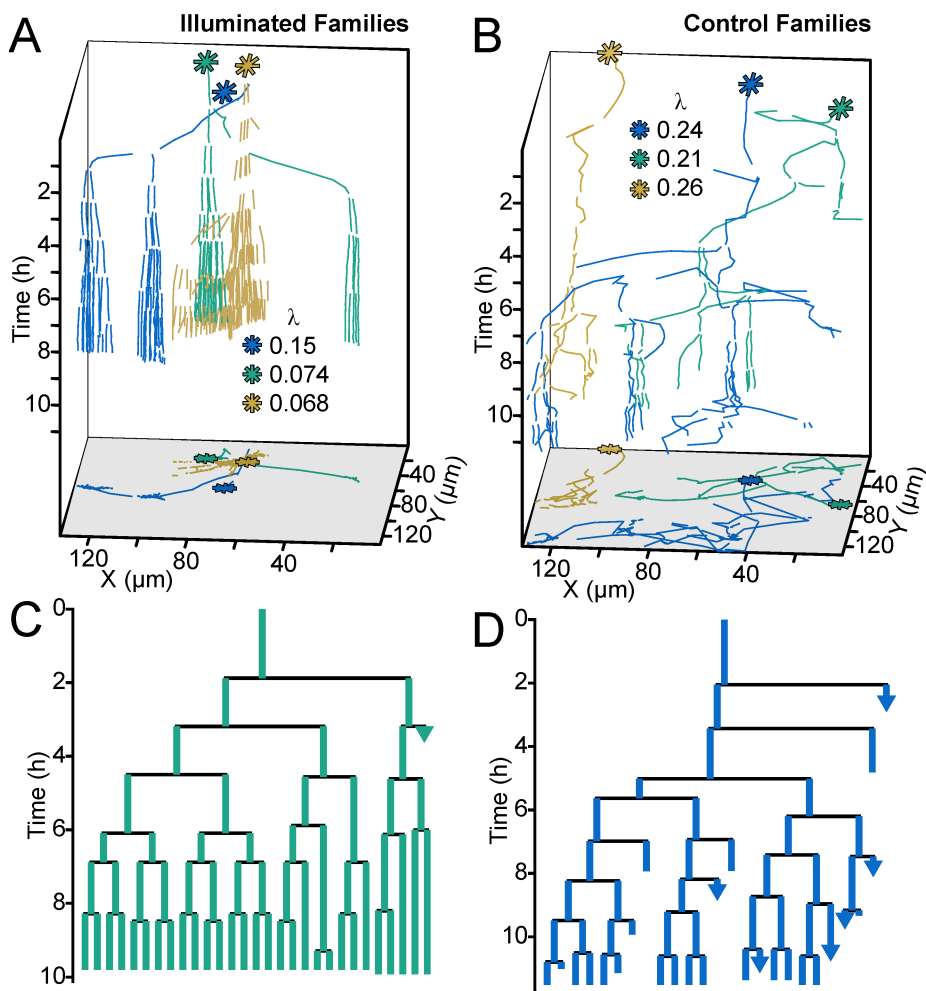 A
Illuminated Families
B
Control Families
λ
0.15
0.074
0.068
λ
0.24
0.21
0.26
Time (h)
2
4
6
8
10
120
80
40
X (µm)
40
80
120
Y (µm)
Time (h)
2
4
6
8
10
120
80
40
X (µm)
40
80
120
Y (µm)
C
Time (h)
0
2
4
6
8
10
D
Time (h)
0
2
4
6
8
10